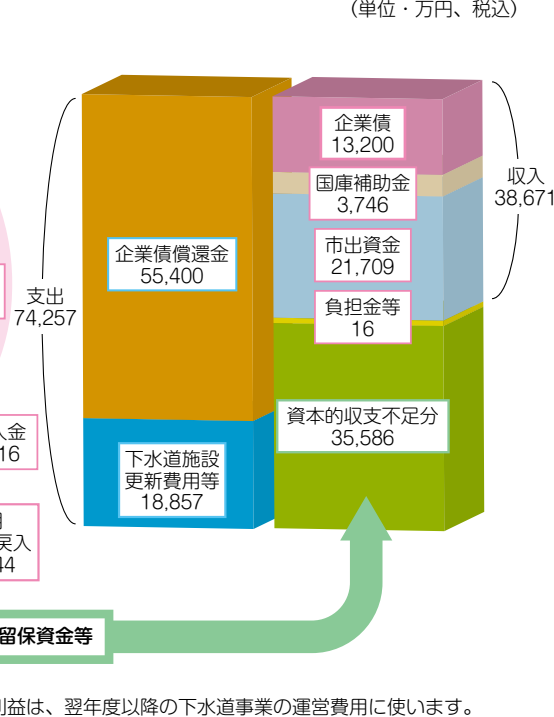 （単位・万円、税込）
企業債
13,200
国庫補助金
3,746
収入
38,671
市出資金
21,709
企業債償還金
55,400
支出
74,257
負担金等
16
資本的収支不足分
35,586
下水道施設
更新費用等
18,857
入金
16
戻入
44
留保資金等
利益は、翌年度以降の下水道事業の運営費用に使います。